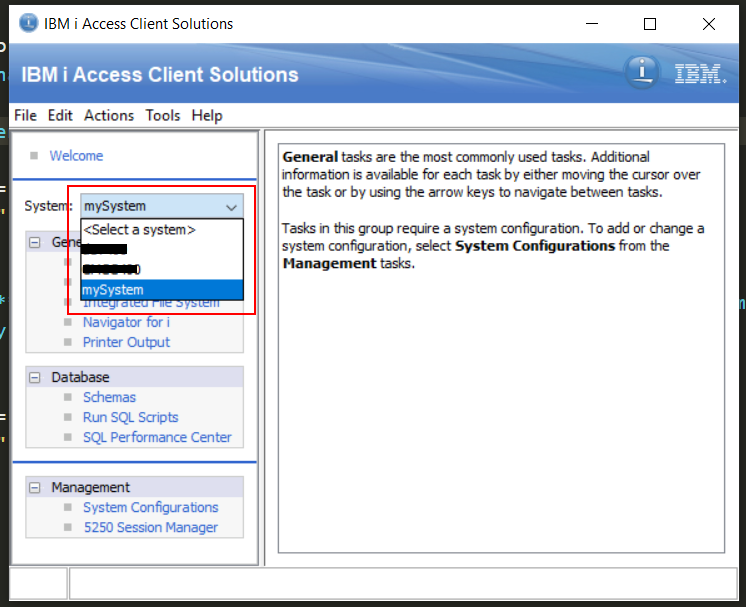 IBM i Access Client Solutions
IBM i Access Client Solutions
IBM
File Edit Actions Tools Help
Welcome
System: mySystem
<Select a system>
mySystem
Integrated File System
Navigator for i
Printer Output
Database
Schemas
Run SQL Scripts
SQL Performance Center
Management
System Configurations
5250 Session Manager
General tasks are the most commonly used tasks. Additional
information is available for each task by either moving the cursor over
the task or by using the arrow keys to navigate between tasks.
Tasks in this group require a system configuration. To add or change a
system configuration, select System Configurations from the
Management tasks.